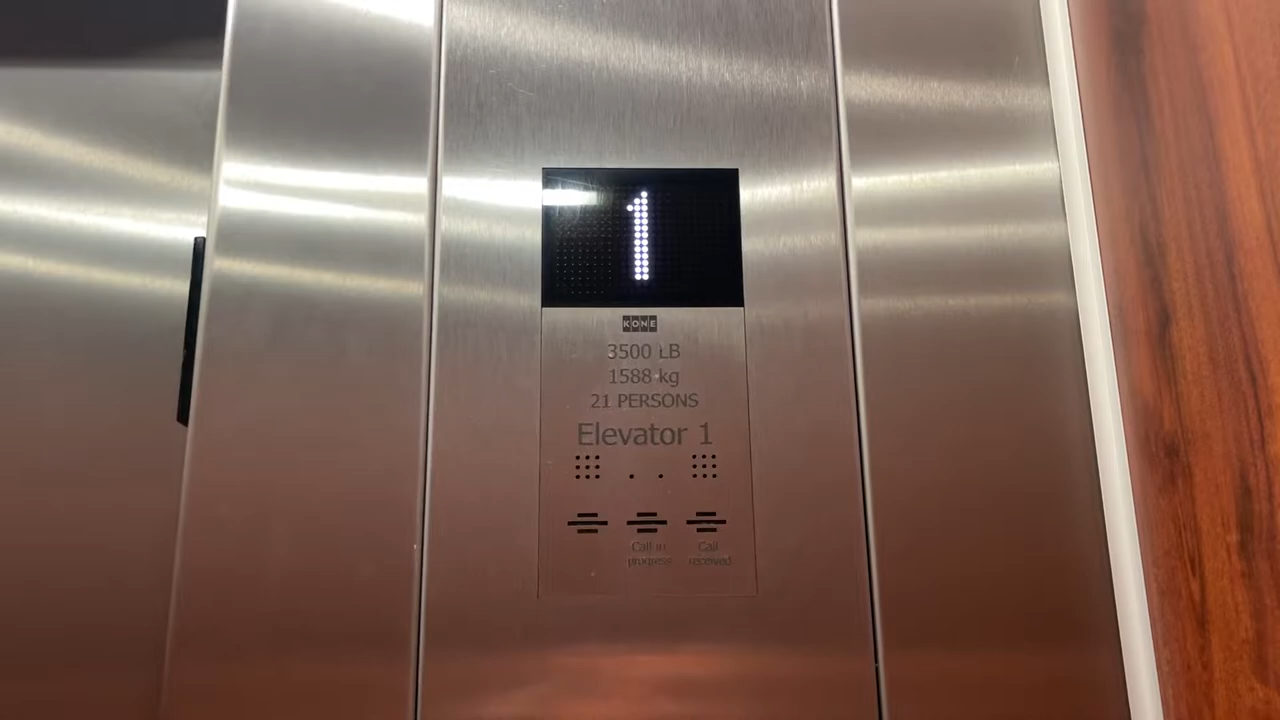 1
KONE
3500 LB
1588 kg
21 PERSONS
Elevator 1
Call in progress
Call received